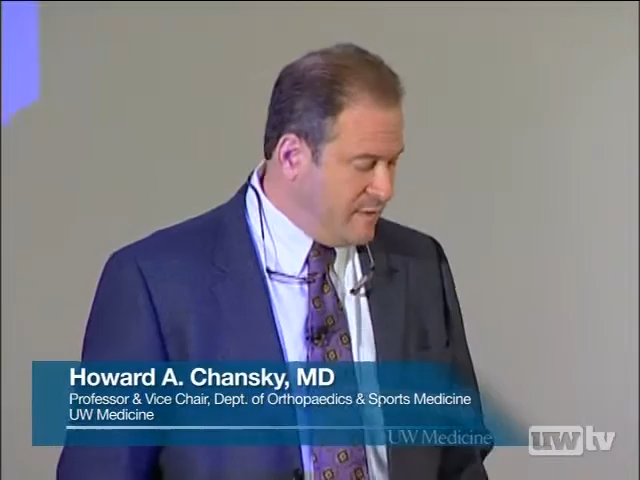 Howard A. Chansky, MD
Professor & Vice Chair, Dept. of Orthopaedics & Sports Medicine
UW Medicine
UW Medicine
uwtv